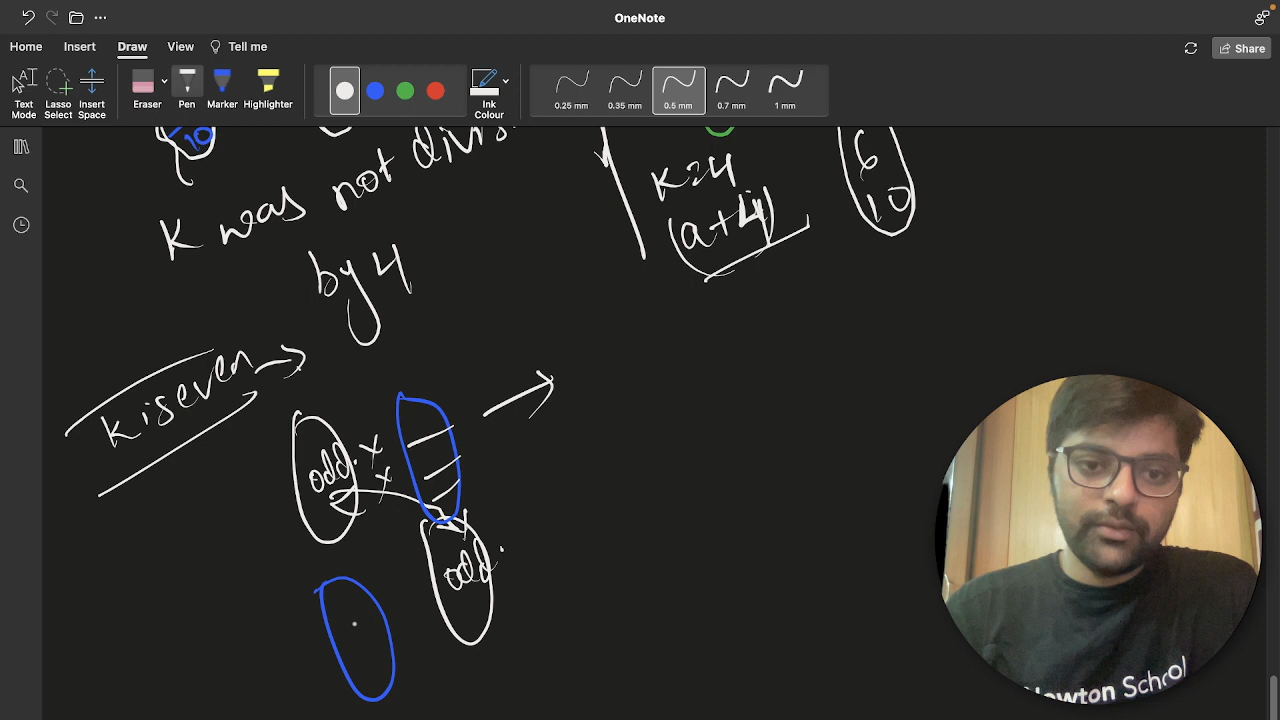 OneNote
Home Insert Draw View Tell me
Share
Text Mode
Lasso Select
Insert Space
Eraser
Pen
Marker
Highlighter
Ink Colour
0.25 mm
0.35 mm
0.5 mm
0.7 mm
1 mm
10
K was not
by 4
(a+4)
6
10
k is even
odd
odd
Newton School